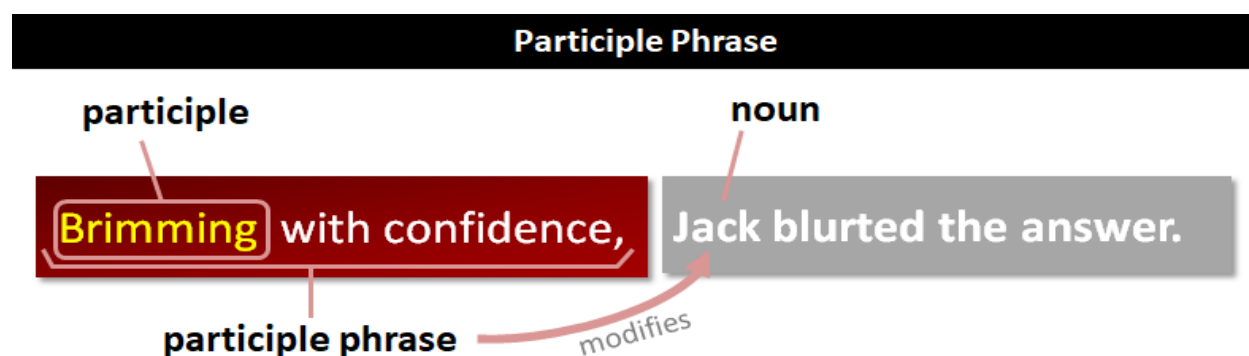 Participle Phrase
participle
noun
Brimming with confidence,
Jack blurted the answer.
participle phrase
modifies